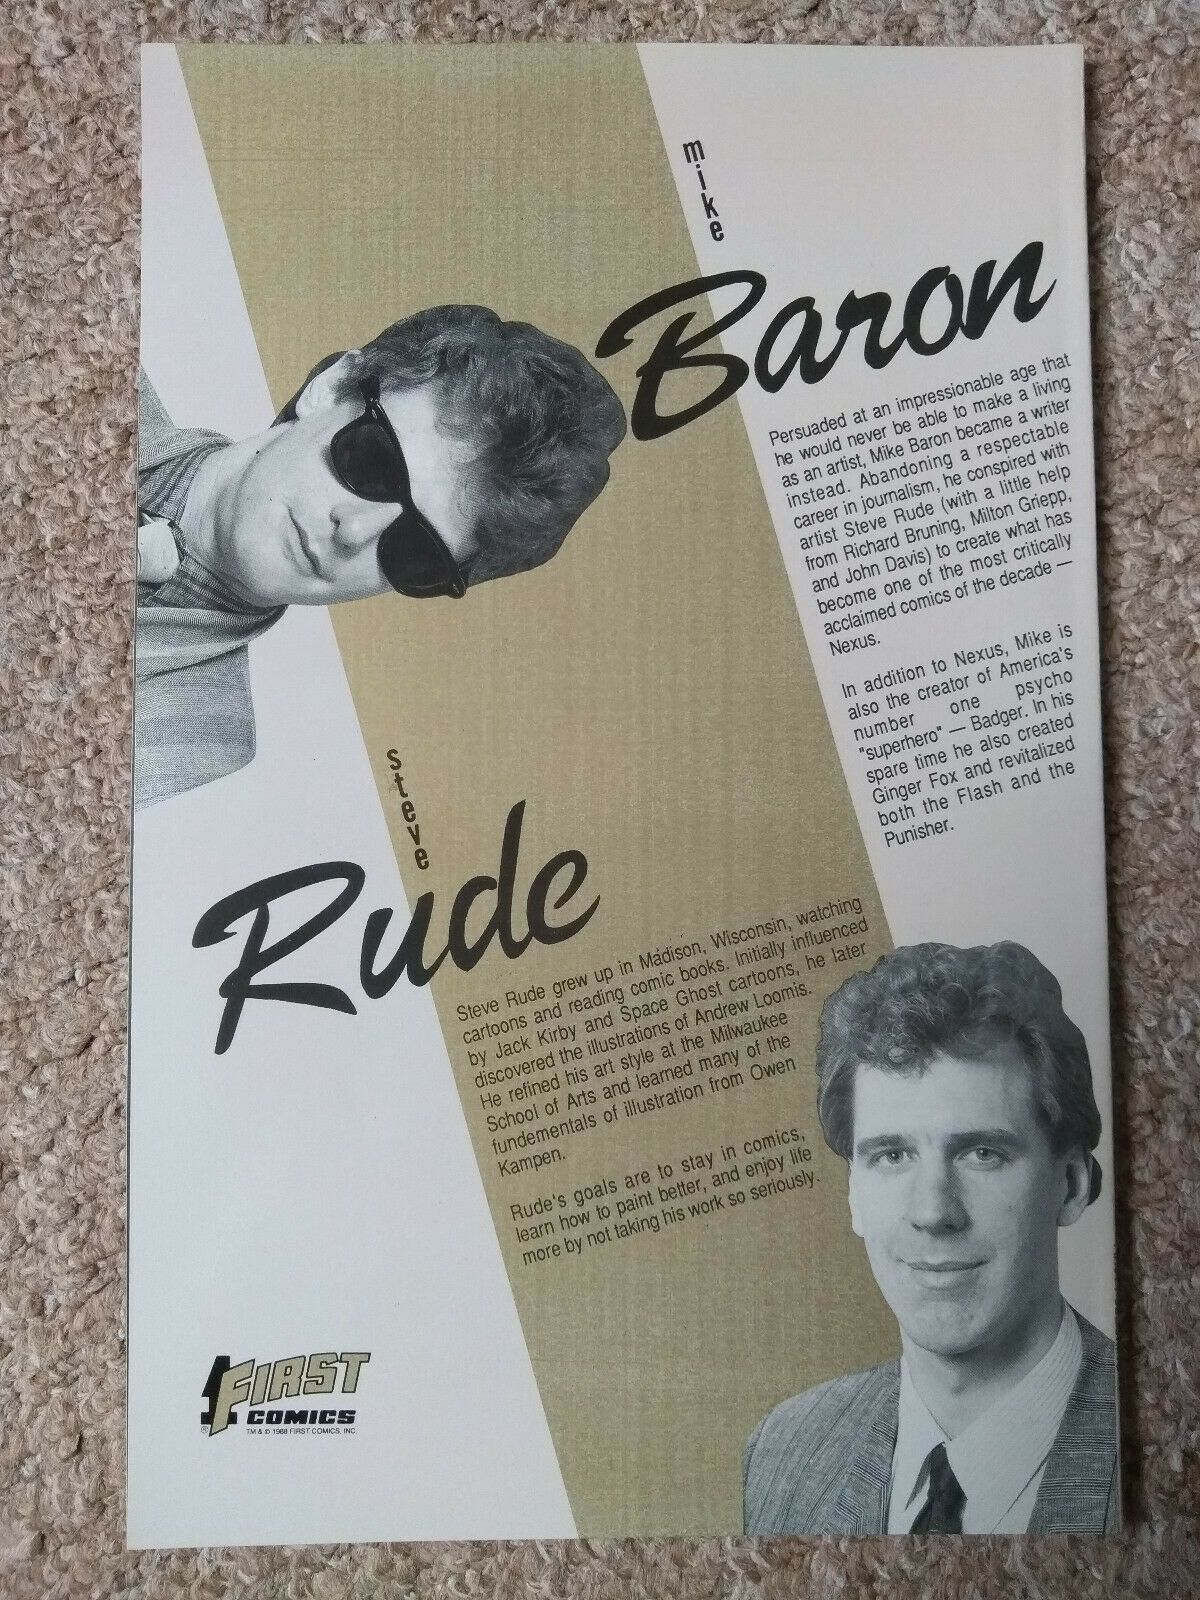 mike
Baron
Persuaded at an impressionable age that
he would never be able to make a living
as an artist, Mike Baron became a writer
instead. Abandoning a respectable
career in journalism, he conspired with
artist Steve Rude (with a little help
from Richard Bruning, Milton Griepp,
and John Davis) to create what has
become one of the most critically
acclaimed comics of the decade —
Nexus.
In addition to Nexus, Mike is
also the creator of America's
number one psycho
"superhero" — Badger. In his
spare time he also created
Ginger Fox and revitalized
both the Flash and the
Punisher.
steve
Rude
Steve Rude grew up in Madison, Wisconsin, watching
cartoons and reading comic books. Initially influenced
by Jack Kirby and Space Ghost cartoons, he later
discovered the illustrations of Andrew Loomis.
He refined his art style at the Milwaukee
School of Arts and learned many of the
fundementals of illustration from Owen
Kampen.
Rude's goals are to stay in comics,
learn how to paint better, and enjoy life
more by not taking his work so seriously.
FIRST
COMICS
®
TM & © 1988 FIRST COMICS, INC.